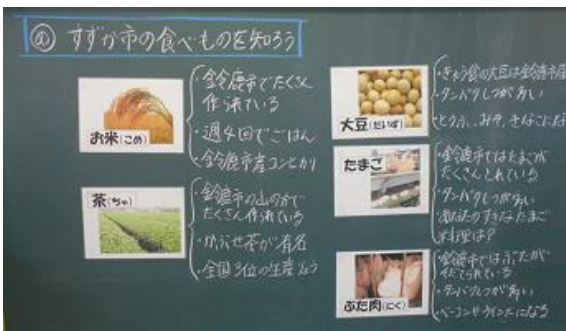 め すずか市の食べものを知ろう
お米(こめ)
・鈴鹿市でたくさん
作られている
・週4回でごはん
・鈴鹿市産コシヒカリ
茶(ちゃ)
・鈴鹿市の山の方で
たくさん作られている
・かぶせ茶が有名
・全国3位の生産りょう
大豆(だいず)
・きゅう食の大豆は鈴鹿市産
・タンパクしつが多い
・とうふ、みそ、きなこになる
たまご
・鈴鹿市ではたまごが
たくさんとれている
・タンパクしつが多い
・あなたのすきなたまご
料理は?
ぶた肉(にく)
・鈴鹿市ではぶたが
そだてられている
・タンパクしつが多い
・ベーコンやウインナーになる